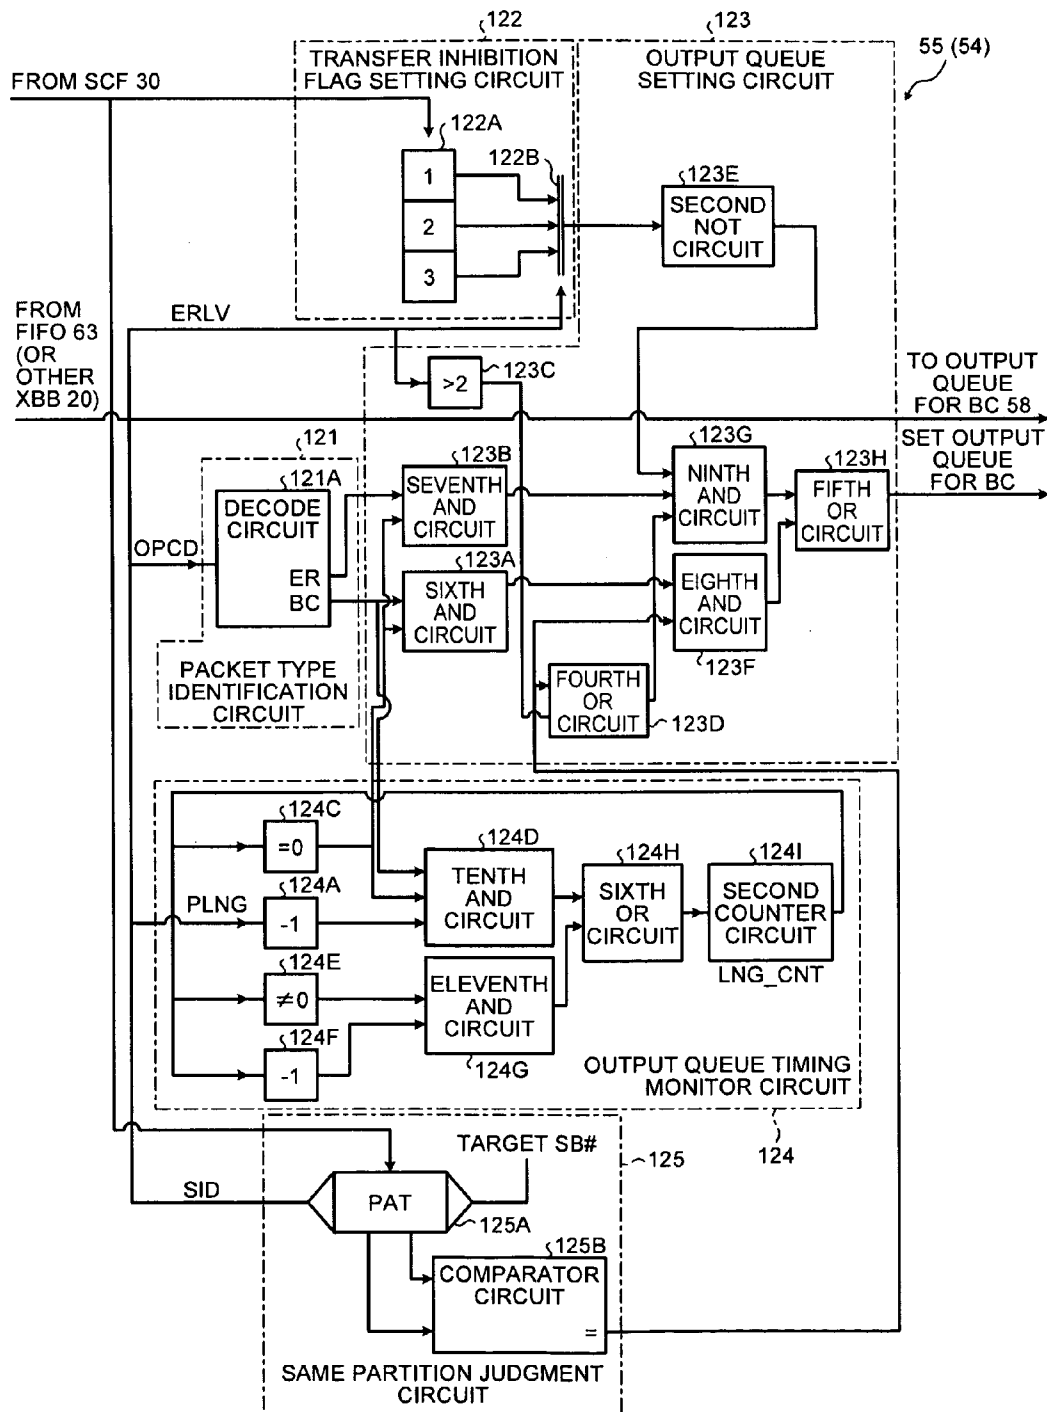 122
123
TRANSFER INHIBITION
FLAG SETTING CIRCUIT
OUTPUT QUEUE
SETTING CIRCUIT
55 (54)
FROM SCF 30
122A
122B
1
2
3
123E
SECOND
NOT
CIRCUIT
FROM
FIFO 63
(OR
OTHER
XBB 20)
ERLV
>2
123C
TO OUTPUT
QUEUE
FOR BC 58
SET OUTPUT
QUEUE
FOR BC
121
121A
DECODE
CIRCUIT
OPCD
ER
BC
PACKET TYPE
IDENTIFICATION
CIRCUIT
123B
SEVENTH
AND
CIRCUIT
123A
SIXTH
AND
CIRCUIT
123G
NINTH
AND
CIRCUIT
123H
FIFTH
OR
CIRCUIT
EIGHTH
AND
CIRCUIT
123F
FOURTH
OR
CIRCUIT
123D
124C
=0
124A
PLNG
-1
124E
≠0
124F
-1
124D
TENTH
AND
CIRCUIT
ELEVENTH
AND
CIRCUIT
124G
124H
SIXTH
OR
CIRCUIT
124I
SECOND
COUNTER
CIRCUIT
LNG_CNT
OUTPUT QUEUE TIMING
MONITOR CIRCUIT
124
TARGET SB#
125
SID
PAT
125A
125B
COMPARATOR
CIRCUIT
=
SAME PARTITION JUDGMENT
CIRCUIT